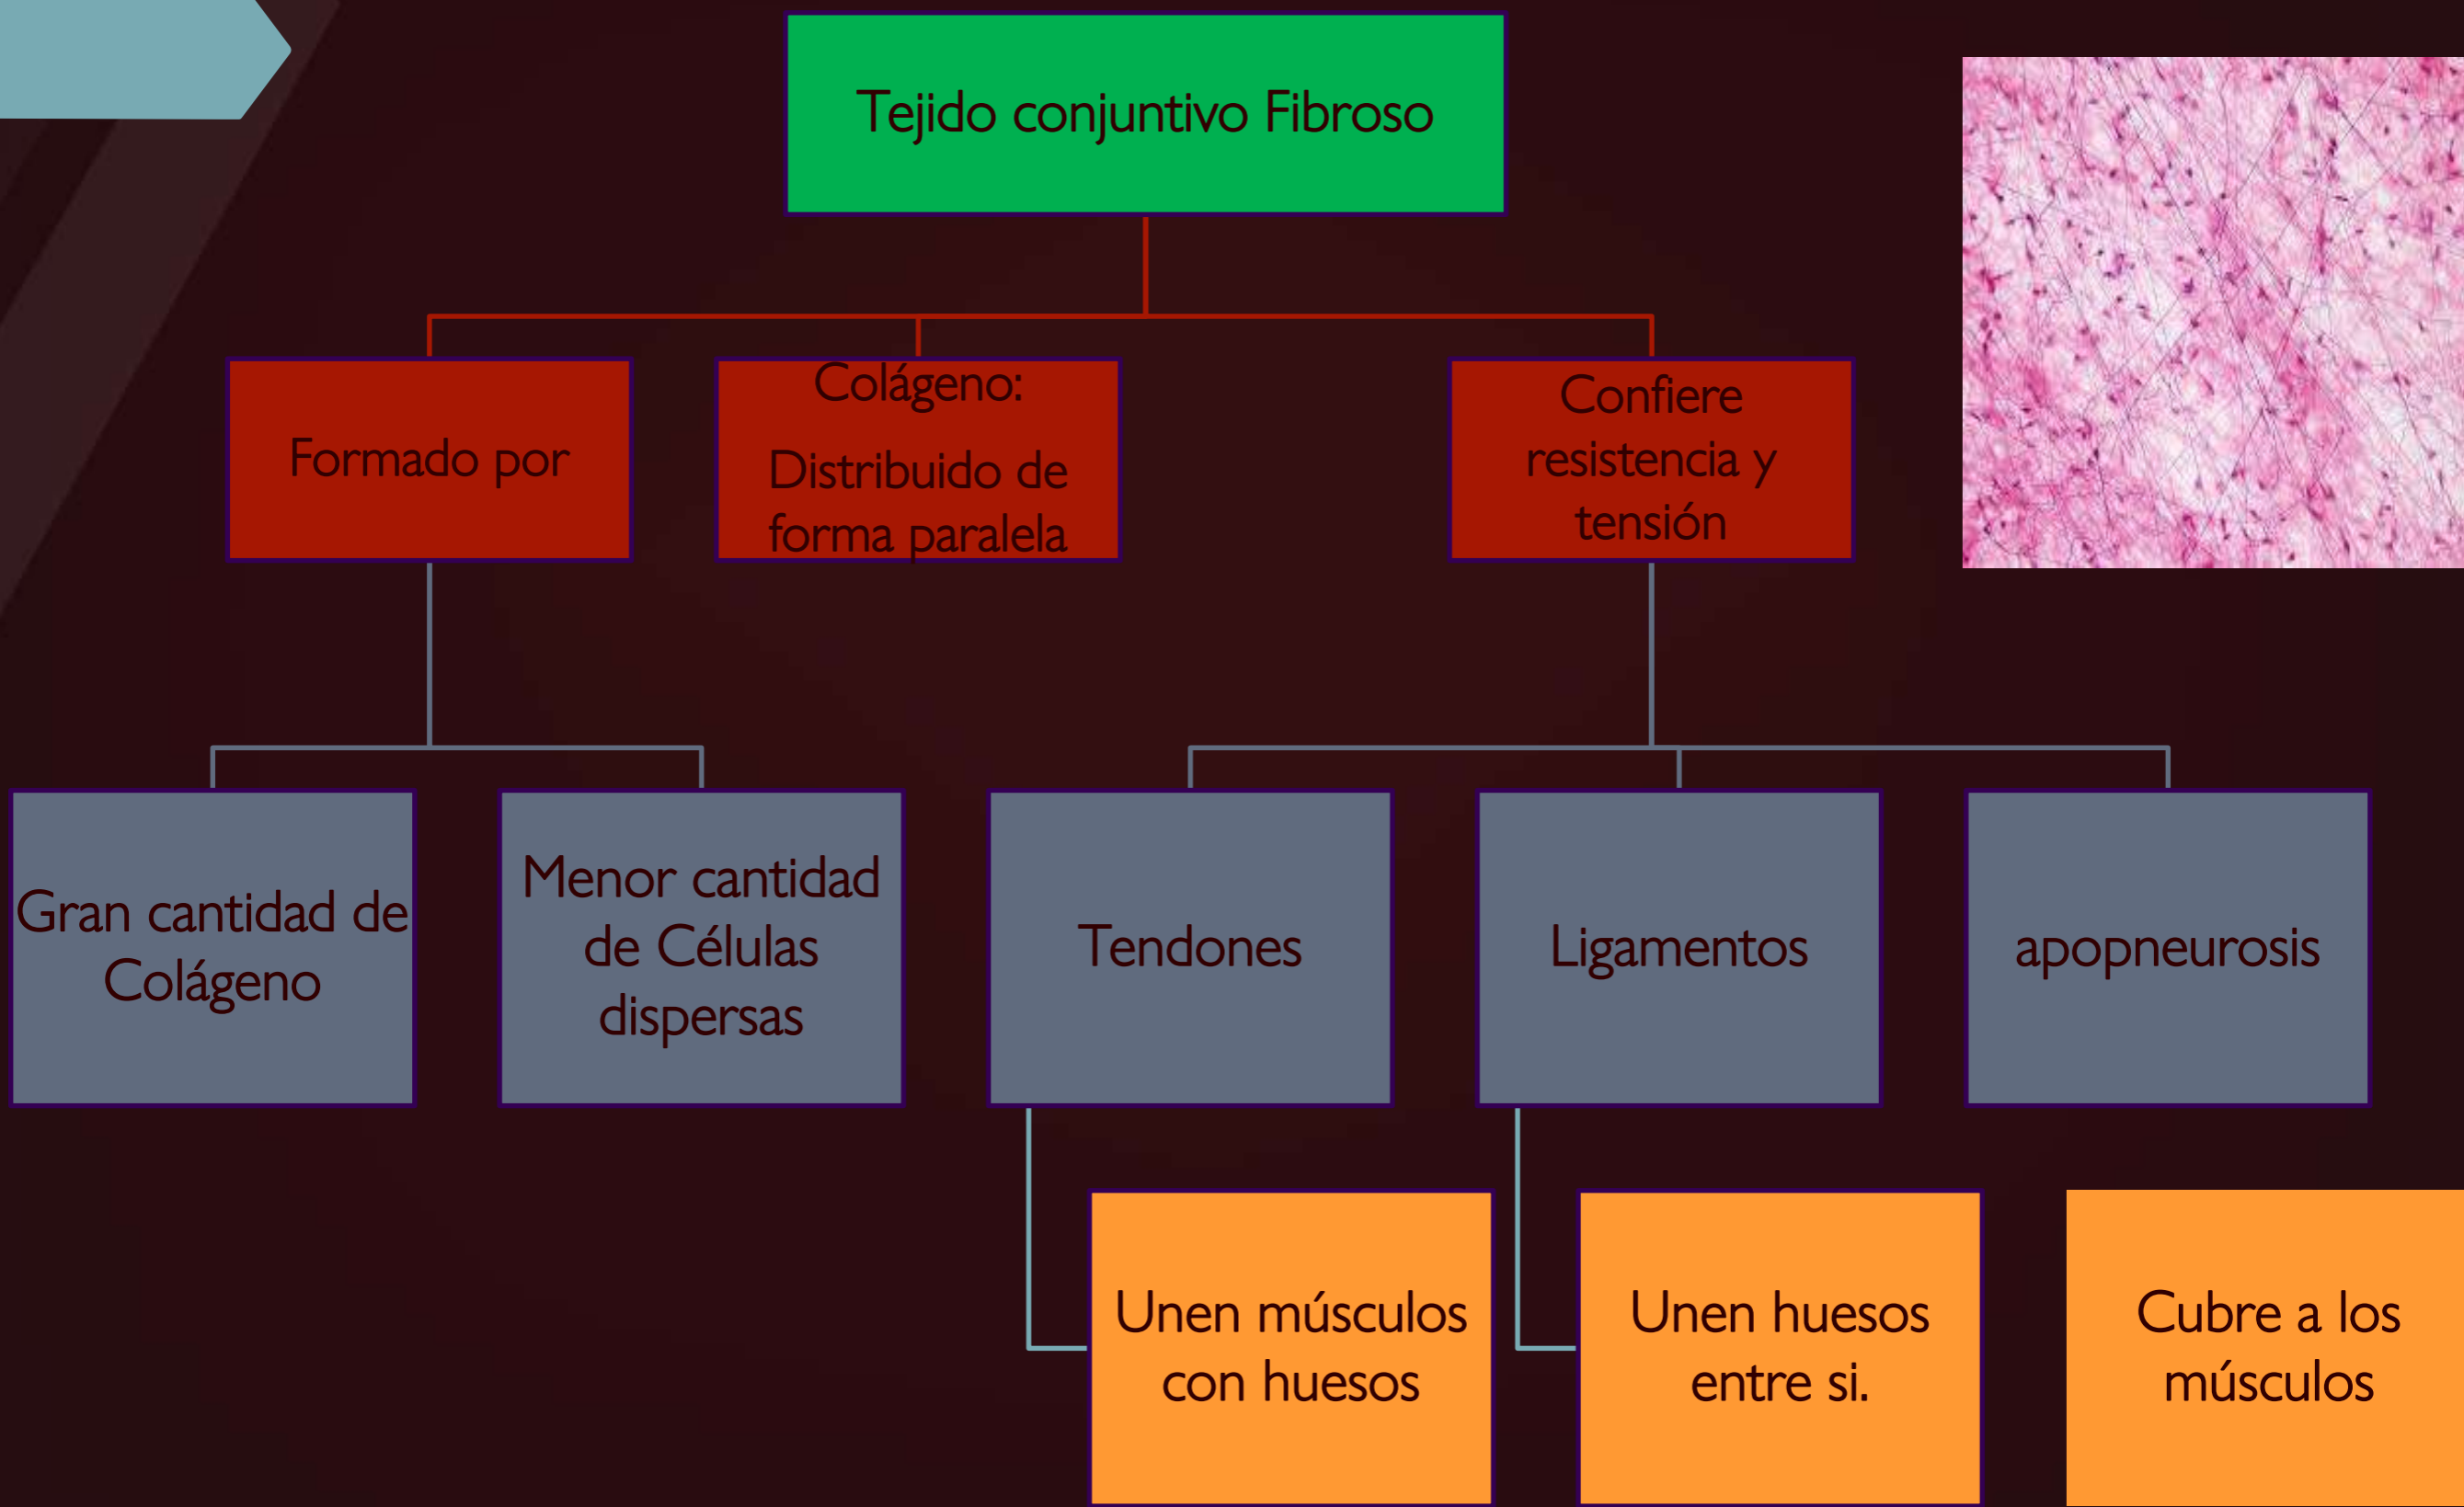 Tejido conjuntivo Fibroso
Formado por
Colágeno:
Distribuido de
forma paralela
Confiere
resistencia y
tensión
Gran cantidad de
Colágeno
Menor cantidad
de Células
dispersas
Tendones
Ligamentos
apopneurosis
Unen músculos
con huesos
Unen huesos
entre si.
Cubre a los
músculos